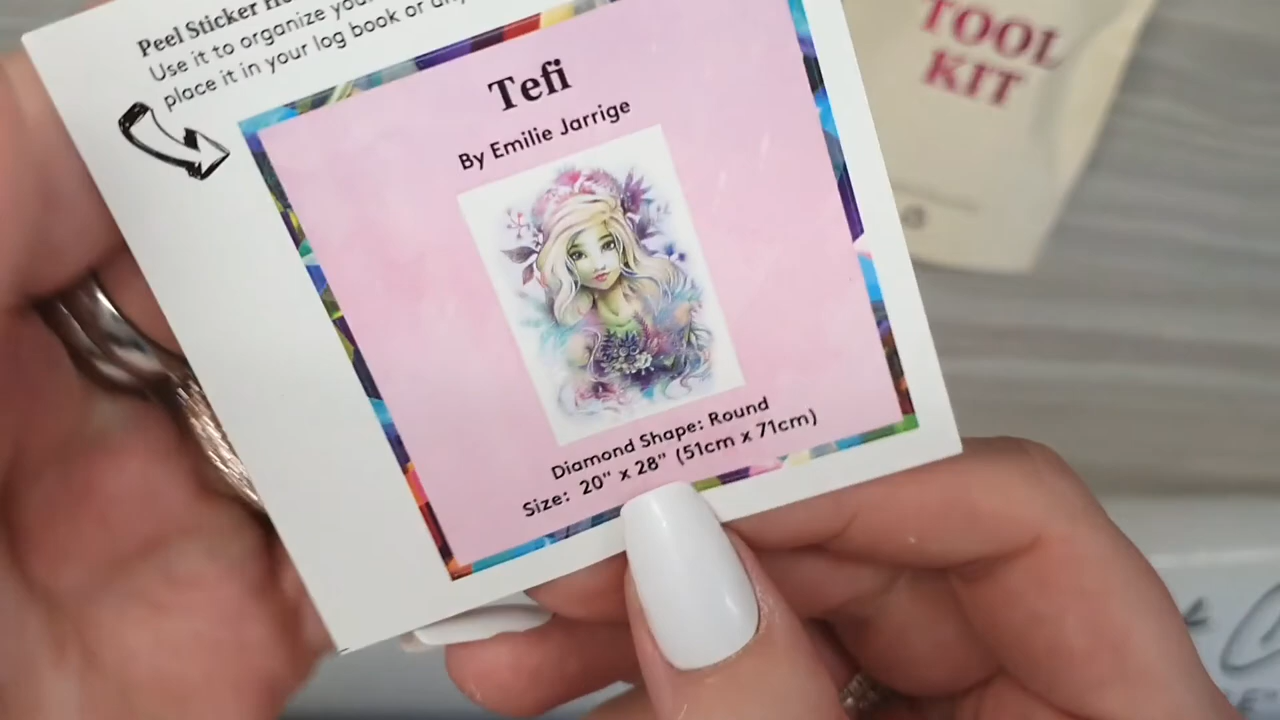 Peel Sticker
Use it to organize
place it in your log book or
Tefi
By Emilie Jarrige
Diamond Shape: Round
Size: 20" x 28" (51cm x 71cm)
TOOL
KIT